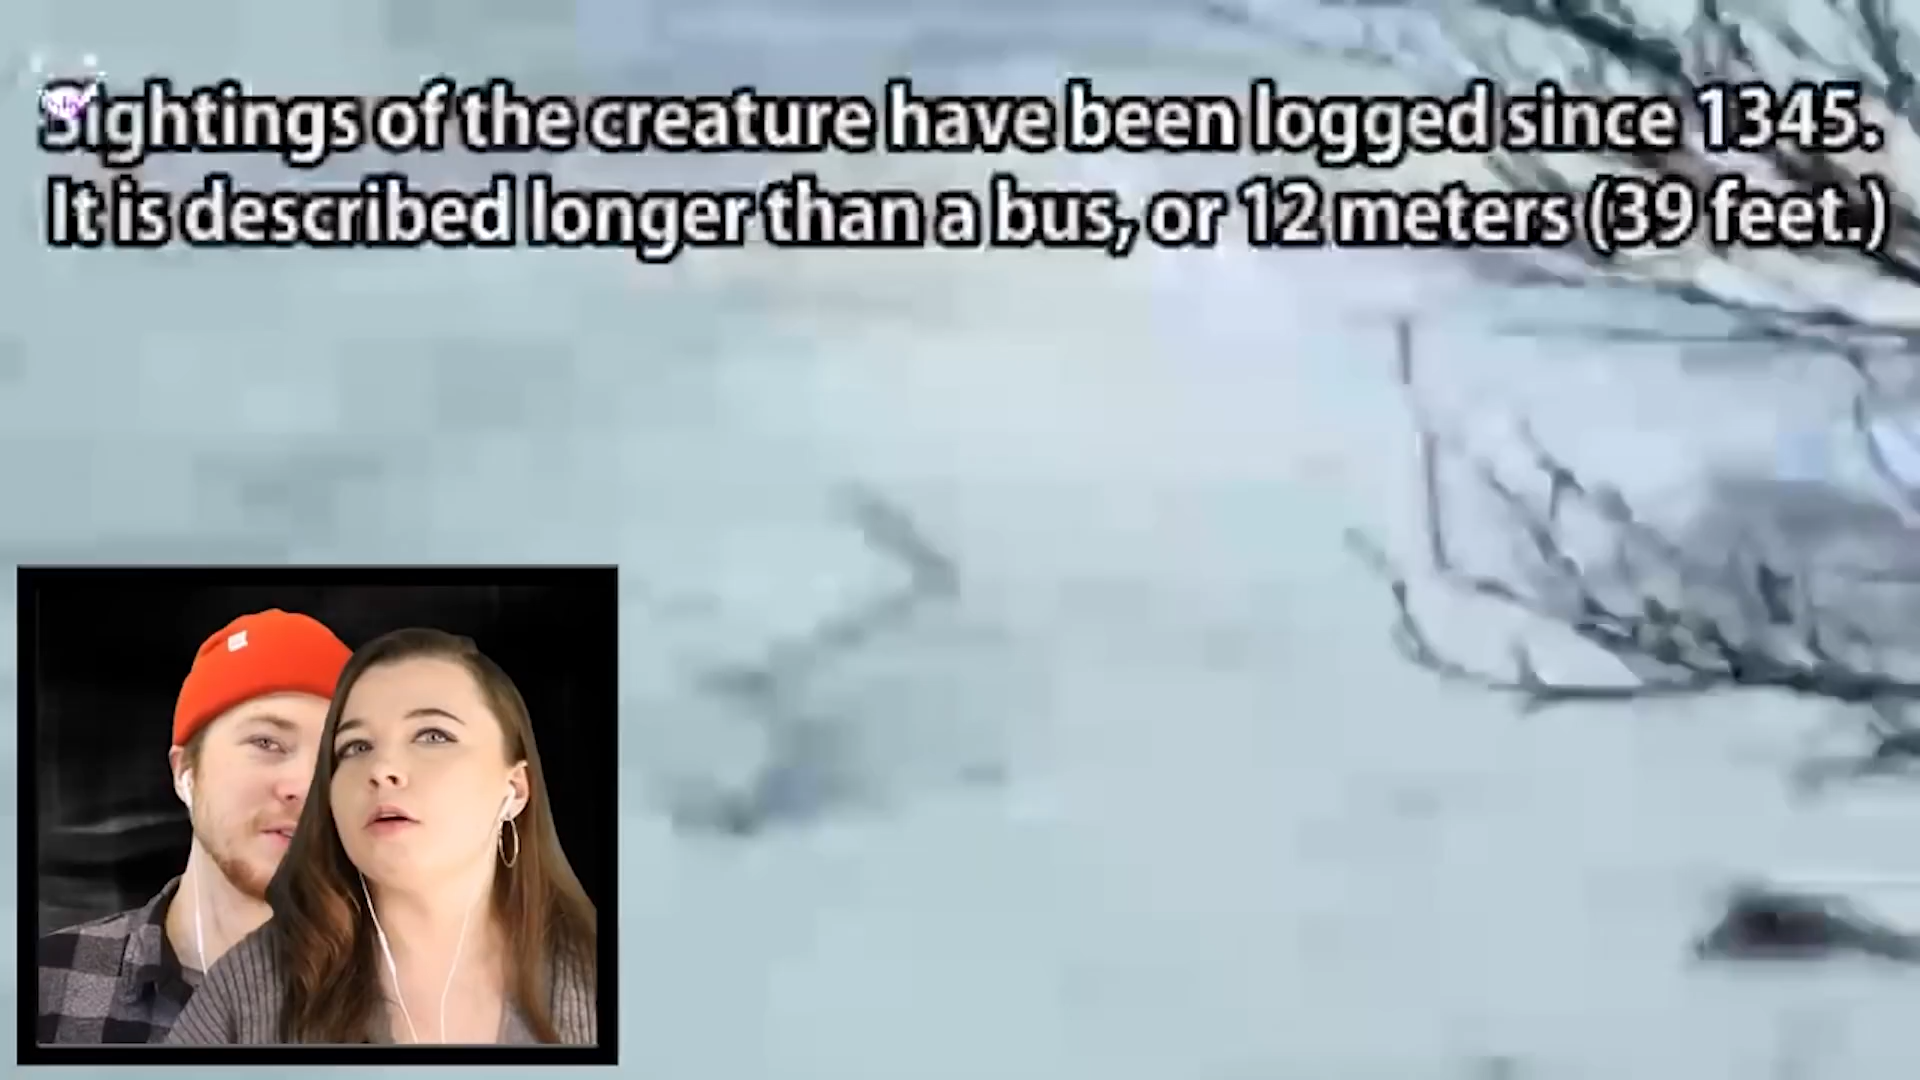 Sightings of the creature have been logged since 1345.
It is described longer than a bus, or 12 meters (39 feet.)